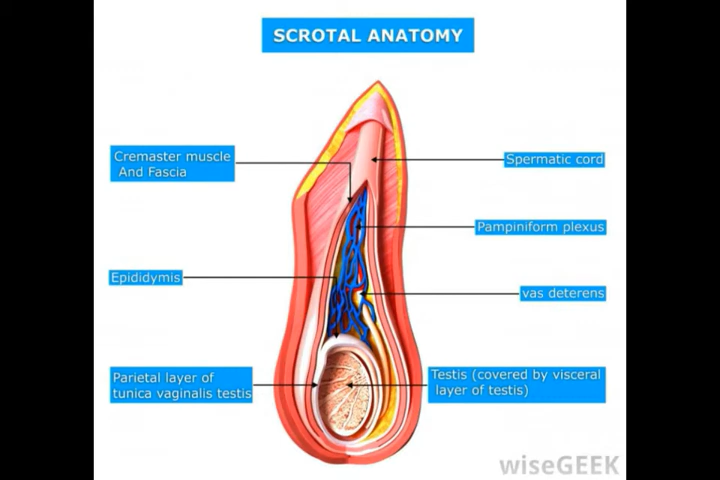 SCROTAL ANATOMY
Cremaster muscle
And Fascia
Spermatic cord
Pampiniform plexus
Epididymis
vas deterens
Parietal layer of
tunica vaginalis testis
Testis (covered by visceral
layer of testis)
wiseGEEK